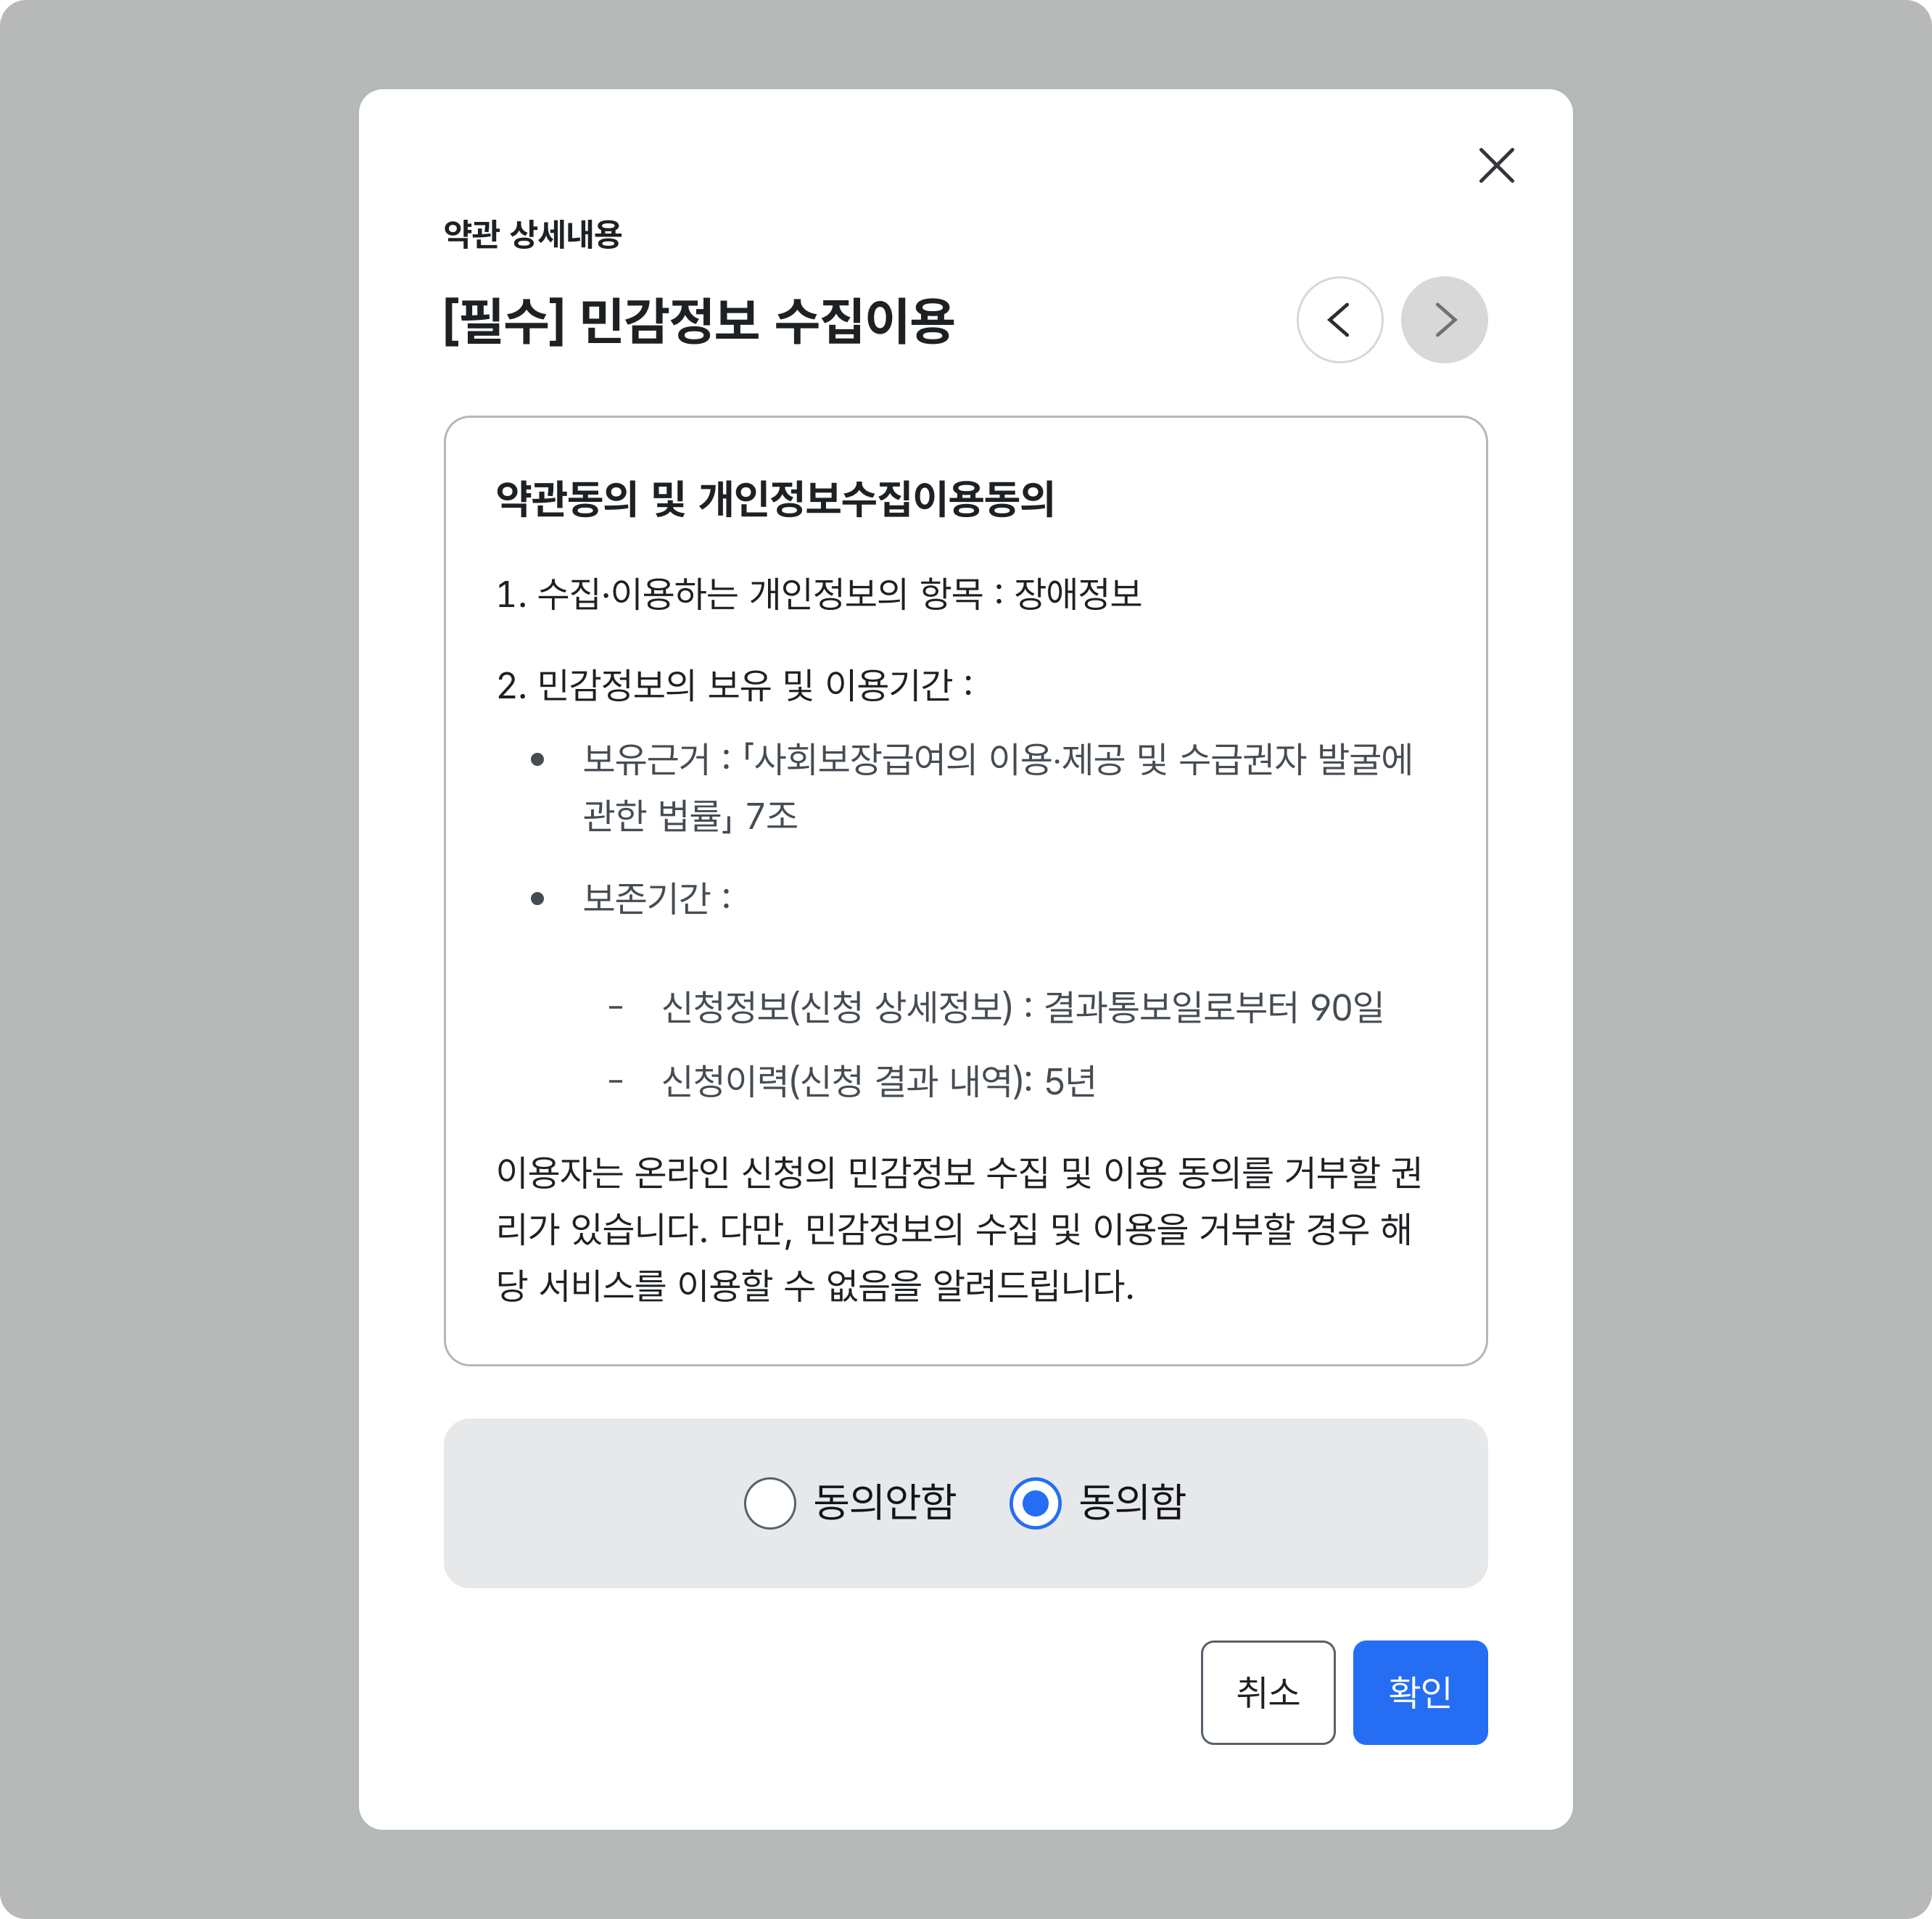 약관 상세내용
[필수] 민감정보 수집이용
약관동의 및 개인정보수집이용동의
1. 수집·이용하는 개인정보의 항목 : 장애정보
2. 민감정보의 보유 및 이용기간 :
• 보유근거 : 「사회보장급여의 이용·제공 및 수급권자 발굴에
관한 법률」 7조
• 보존기간 :
- 신청정보(신청 상세정보) : 결과통보일로부터 90일
- 신청이력(신청 결과 내역): 5년
이용자는 온라인 신청의 민감정보 수집 및 이용 동의를 거부할 권
리가 있습니다. 다만, 민감정보의 수집 및 이용을 거부할 경우 해
당 서비스를 이용할 수 없음을 알려드립니다.
동의안함 동의함
취소 확인